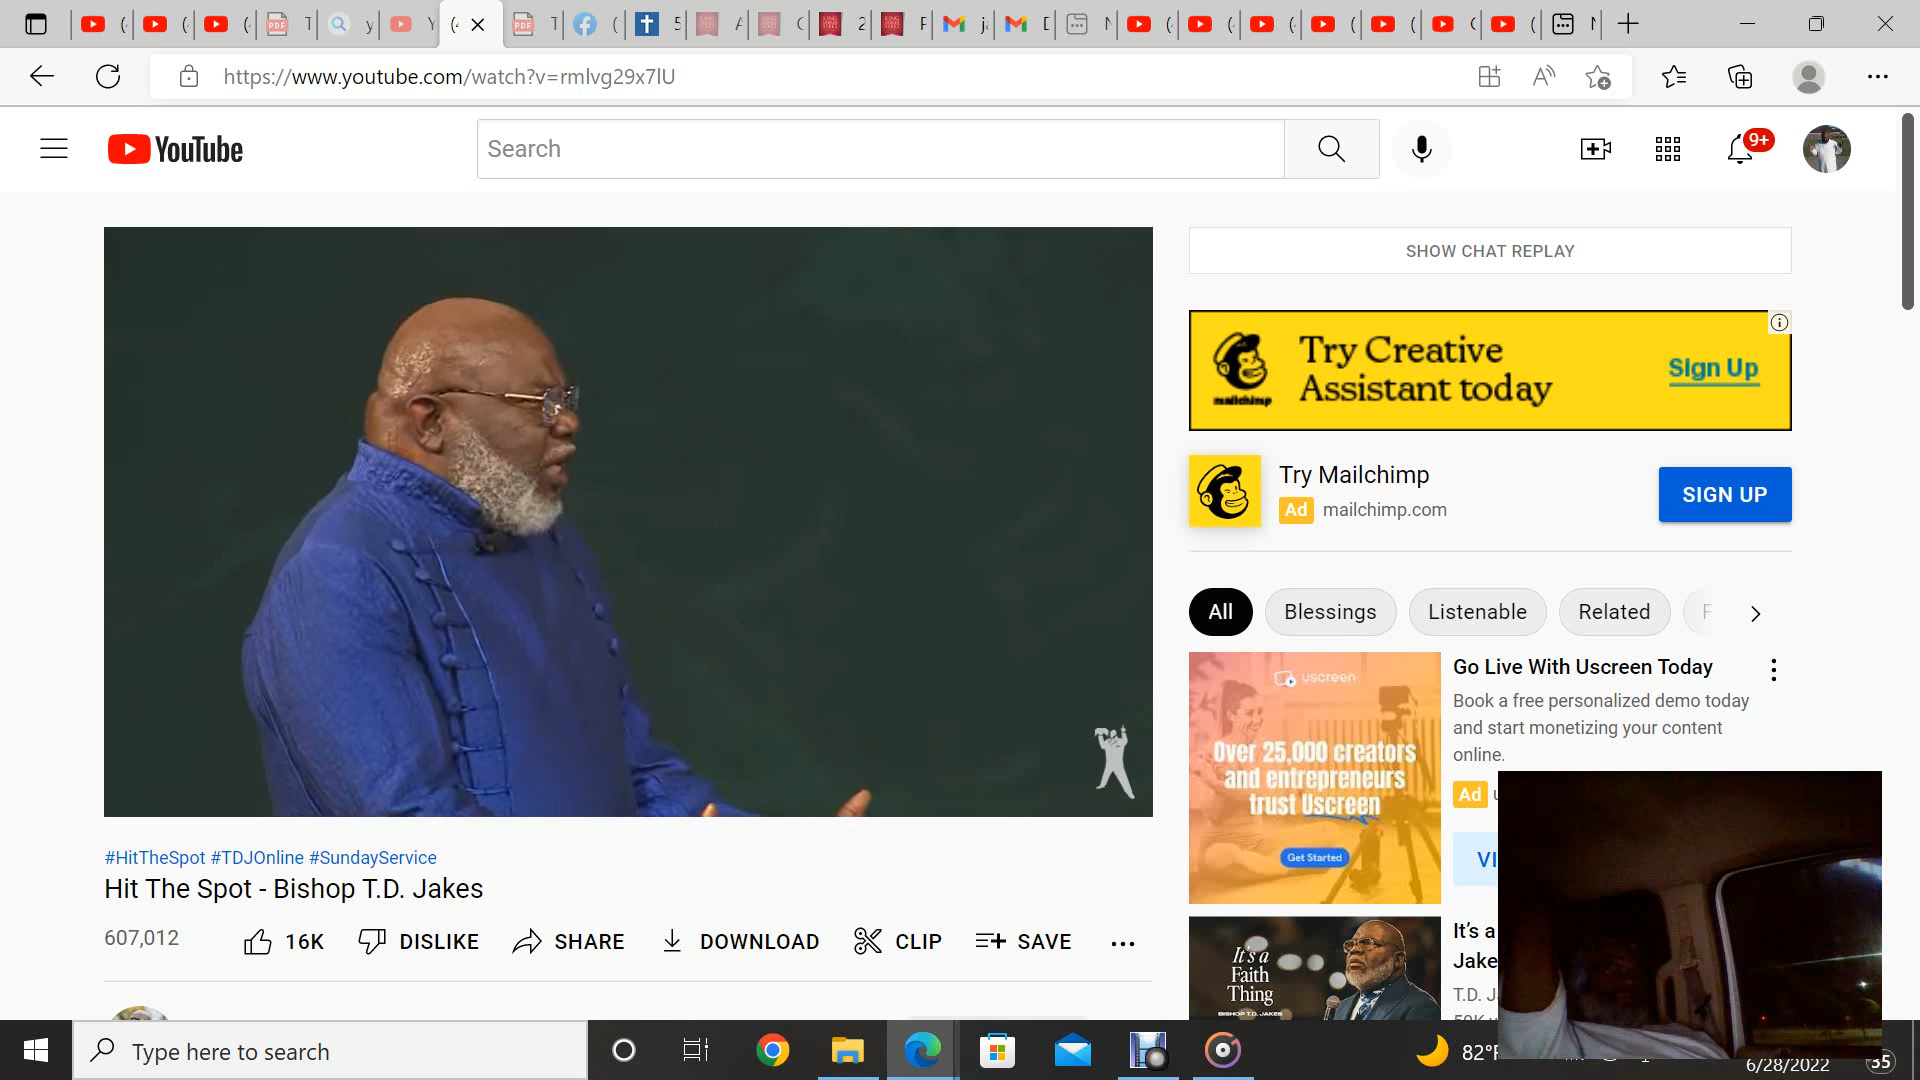 https://www.youtube.com/watch?v=rmlvg29x7lU
YouTube
Search
9+
SHOW CHAT REPLAY
Try Creative
Assistant today
Sign Up
mailchimp
Try Mailchimp
Ad mailchimp.com
SIGN UP
All
Blessings
Listenable
Related
uscreen
Over 25,000 creators
and entrepreneurs
trust Uscreen
Get Started
Go Live With Uscreen Today
Book a free personalized demo today
and start monetizing your content
online.
Ad
#HitTheSpot #TDJOnline #SundayService
Hit The Spot - Bishop T.D. Jakes
607,012
16K
DISLIKE
SHARE
DOWNLOAD
CLIP
SAVE
It's a
Faith
Thing
BISHOP T.D. JAKES
It's a
Jake
T.D. J
Type here to search
82°F
6/28/2022
35